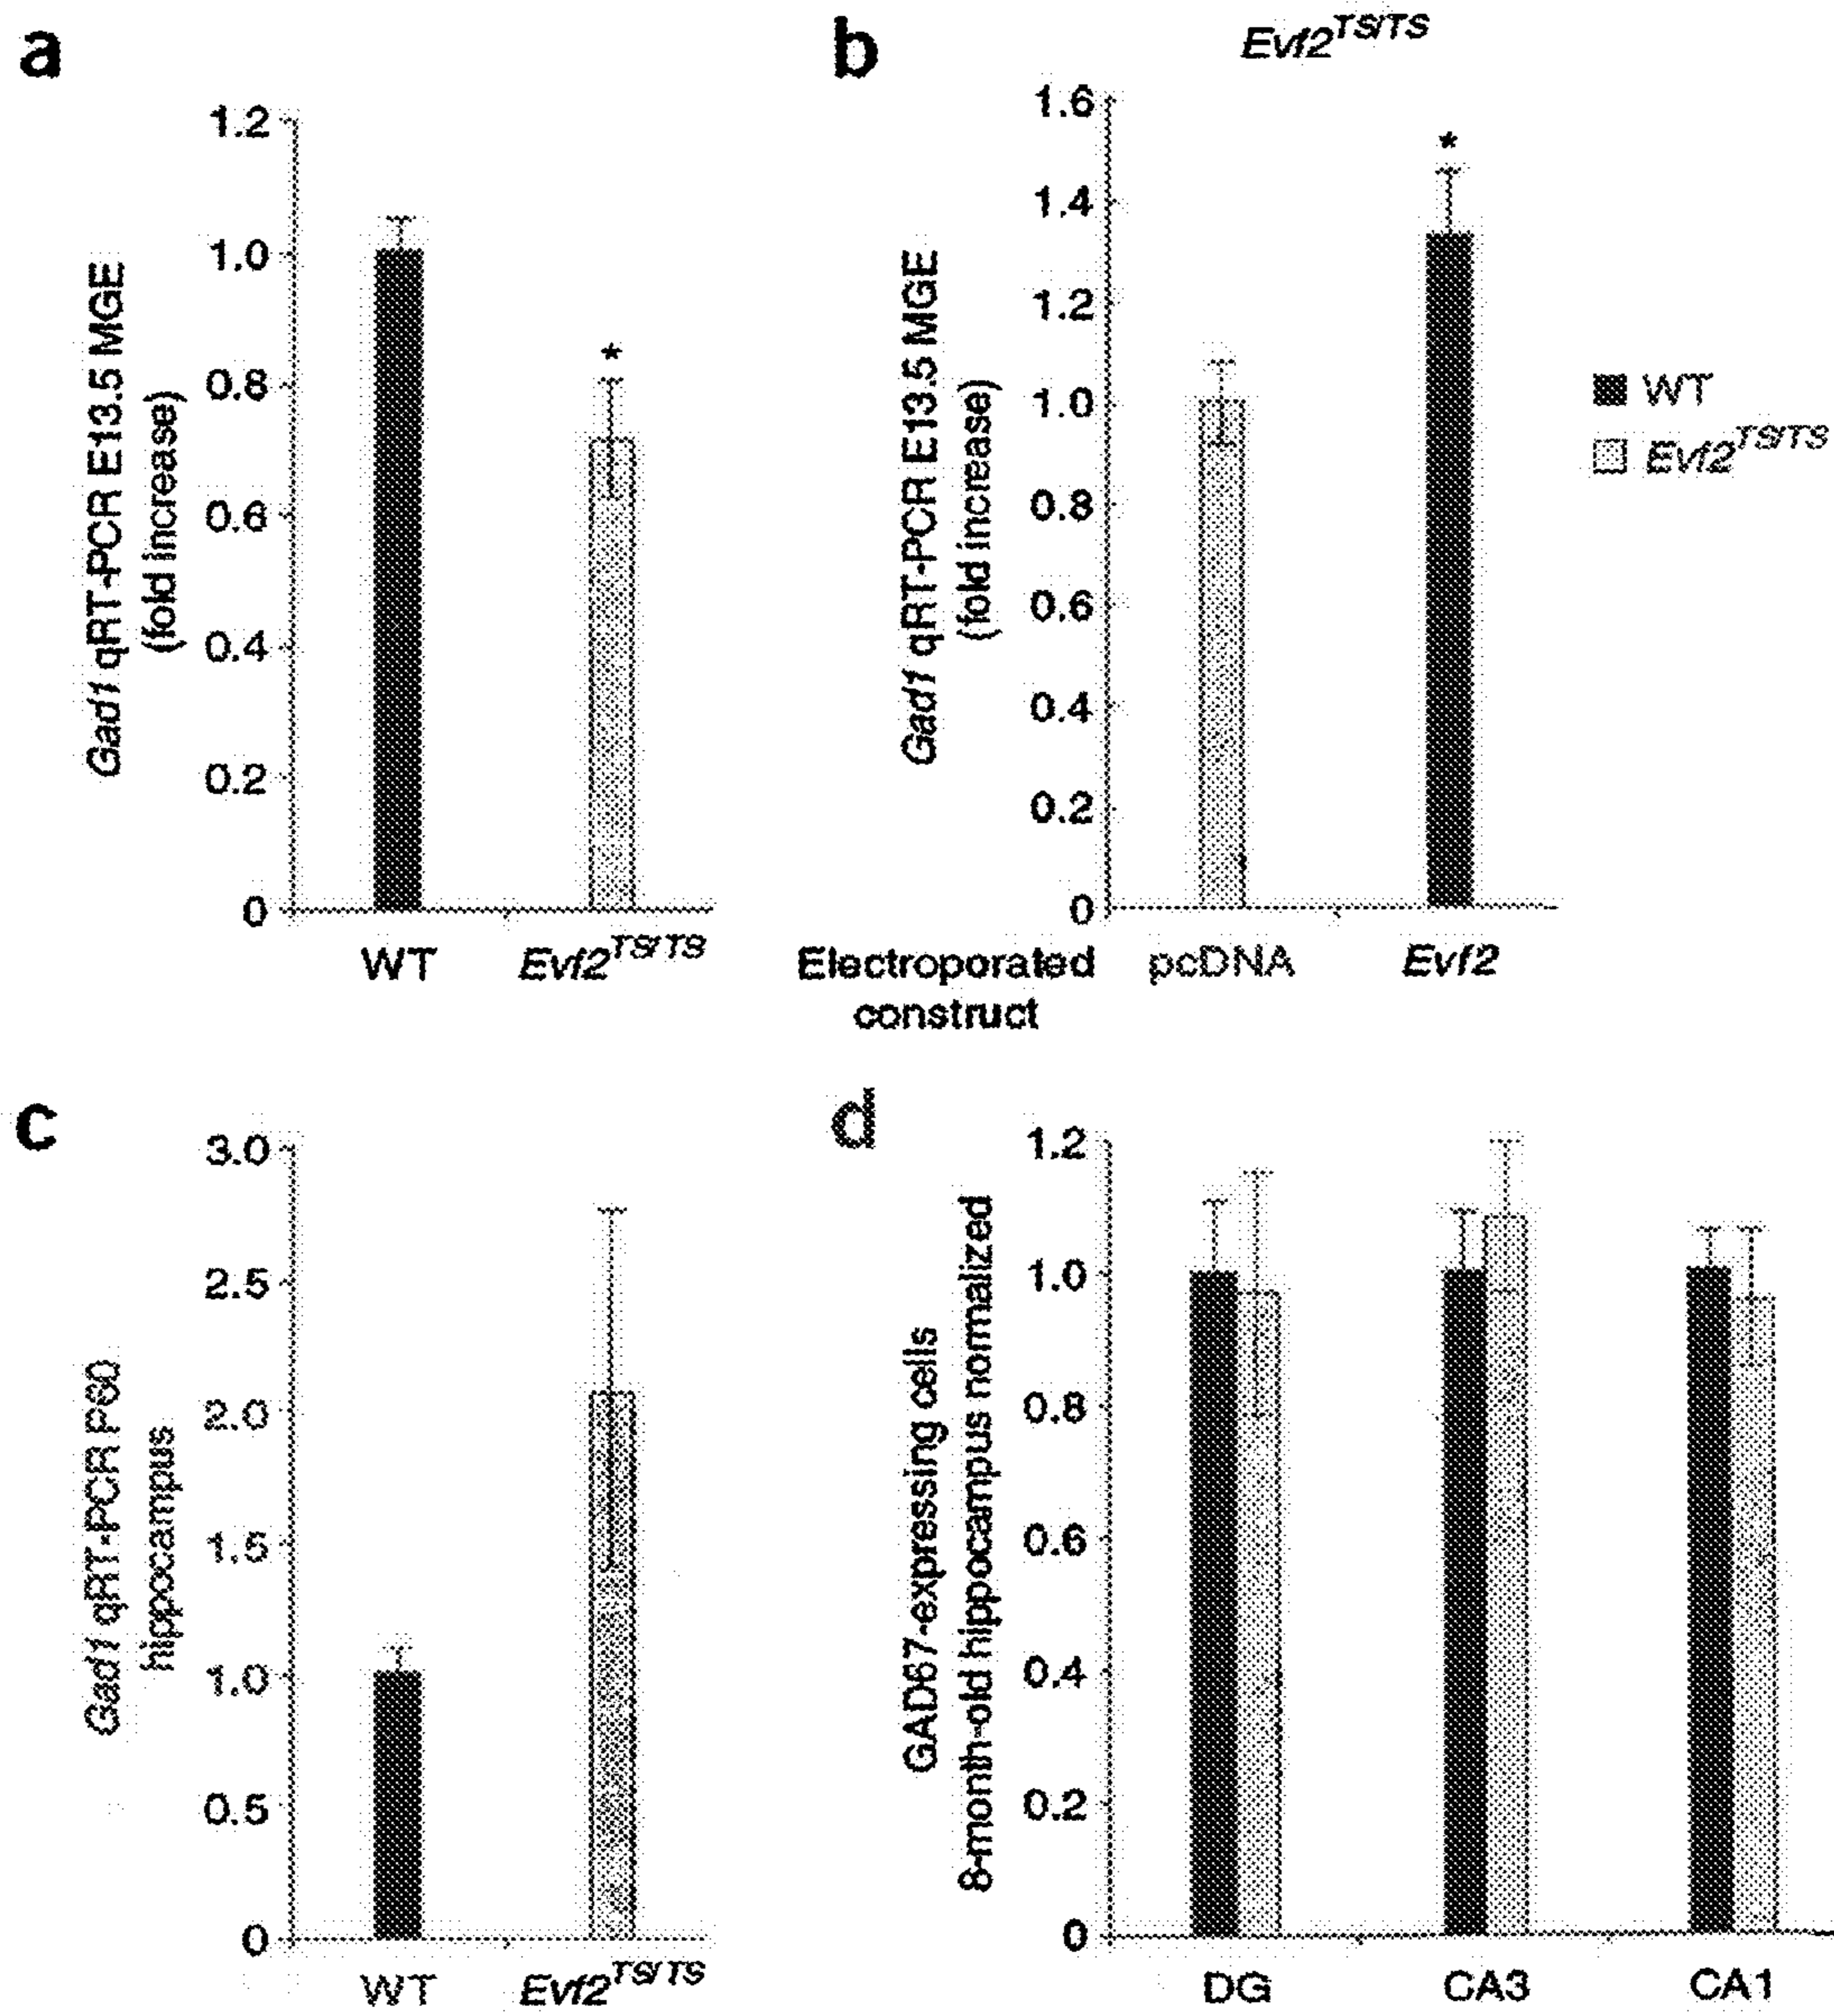 a
1.2
1.0
0.8
0.6
0.4
0.2
0
Gad1 qRT-PCR E13.5 MGE
(fold increase)
*
WT
Evf2TS/TS
b
Evf2TS/TS
1.6
1.4
1.2
1.0
0.8
0.6
0.4
0.2
0
Gad1 qRT-PCR E13.5 MGE
(fold increase)
*
Electroporated
construct
pcDNA
Evf2
WT
Evf2TS/TS
c
3.0
2.5
2.0
1.5
1.0
0.5
0
Gad1 qRT-PCR P60
hippocampus
WT
Evf2TS/TS
d
1.2
1.0
0.8
0.6
0.4
0.2
0
GAD67-expressing cells
8-month-old hippocampus normalized
DG
CA3
CA1